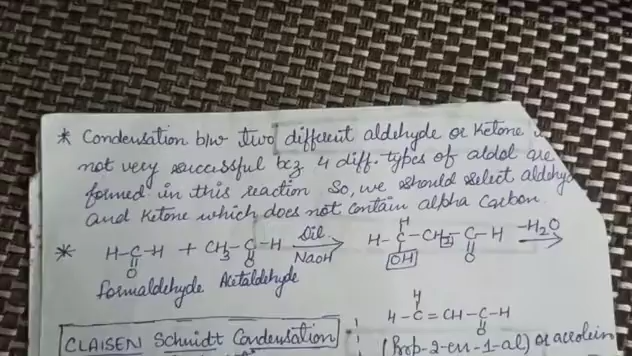 * Condensation b/w two different aldehyde or Ketone
not very successful bcz 4 diff. types of aldol are
formed in this reaction So, we should select aldehyd
and Ketone which does not contain alpha Carbon.
* H-C-H + CH3-C-H Dil. NaOH H-C-CH2-C-H -H2O
O O H OH O
formaldehyde Acetaldehyde
H
H-C=CH-C-H
O
CLAISEN Schmidt Condensation
(Prop-2-en-1-al) or acrolein